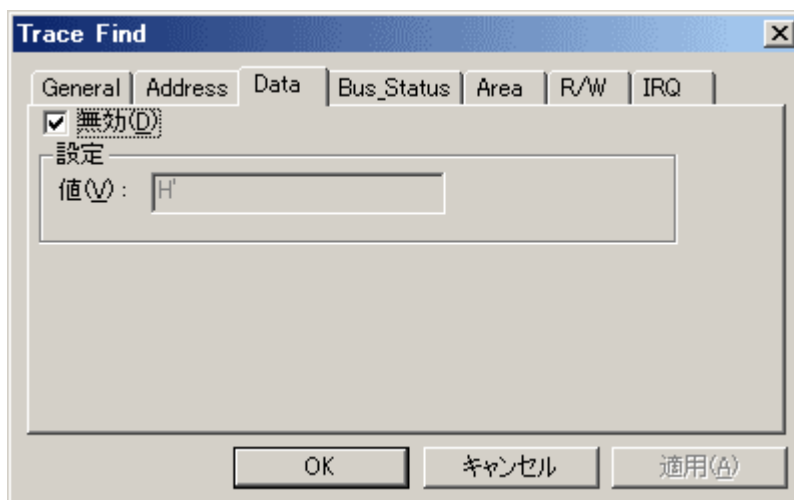 Trace Find
General Address Data Bus_Status Area R/W IRQ
無効(D)
設定
値(V): H'
OK キャンセル 適用(A)